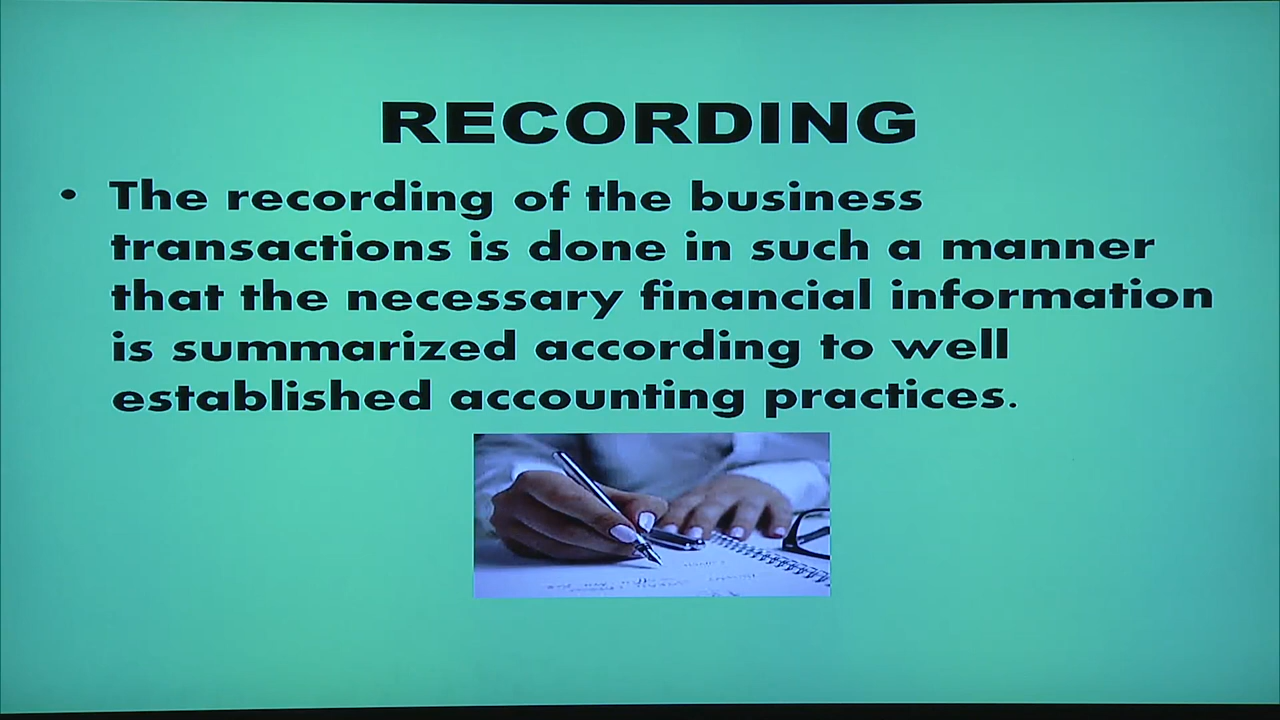 RECORDING
• The recording of the business
transactions is done in such a manner
that the necessary financial information
is summarized according to well
established accounting practices.